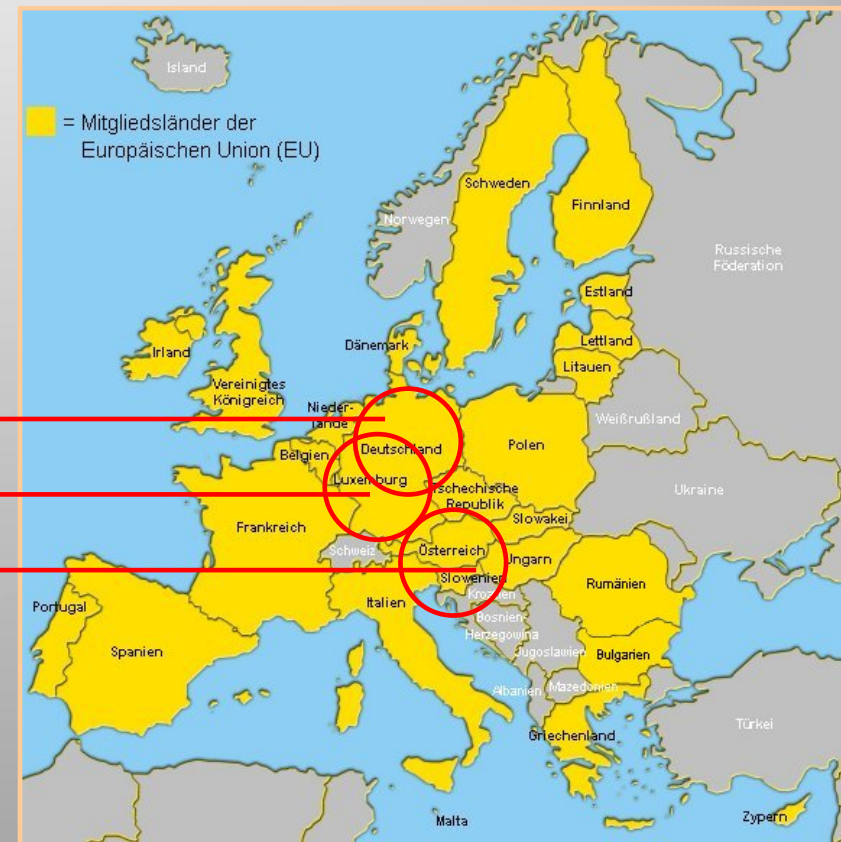 Island
= Mitgliedsländer der
Europäischen Union (EU)
Schweden
Finnland
Norwegen
Russische
Föderation
Estland
Lettland
Litauen
Dänemark
Irland
Vereinigtes
Königreich
Weißrußland
Nieder-
lande
Deutschland
Polen
Belgien
Luxemburg
Tschechische
Republik
Ukraine
Slowakei
Frankreich
Schweiz
Österreich
Ungarn
Slowenien
Rumänien
Kroatien
Italien
Portugal
Bosnien-
Herzegowina
Spanien
Jugoslawien
Bulgarien
Albanien
Mazedonien
Türkei
Griechenland
Malta
Zypern